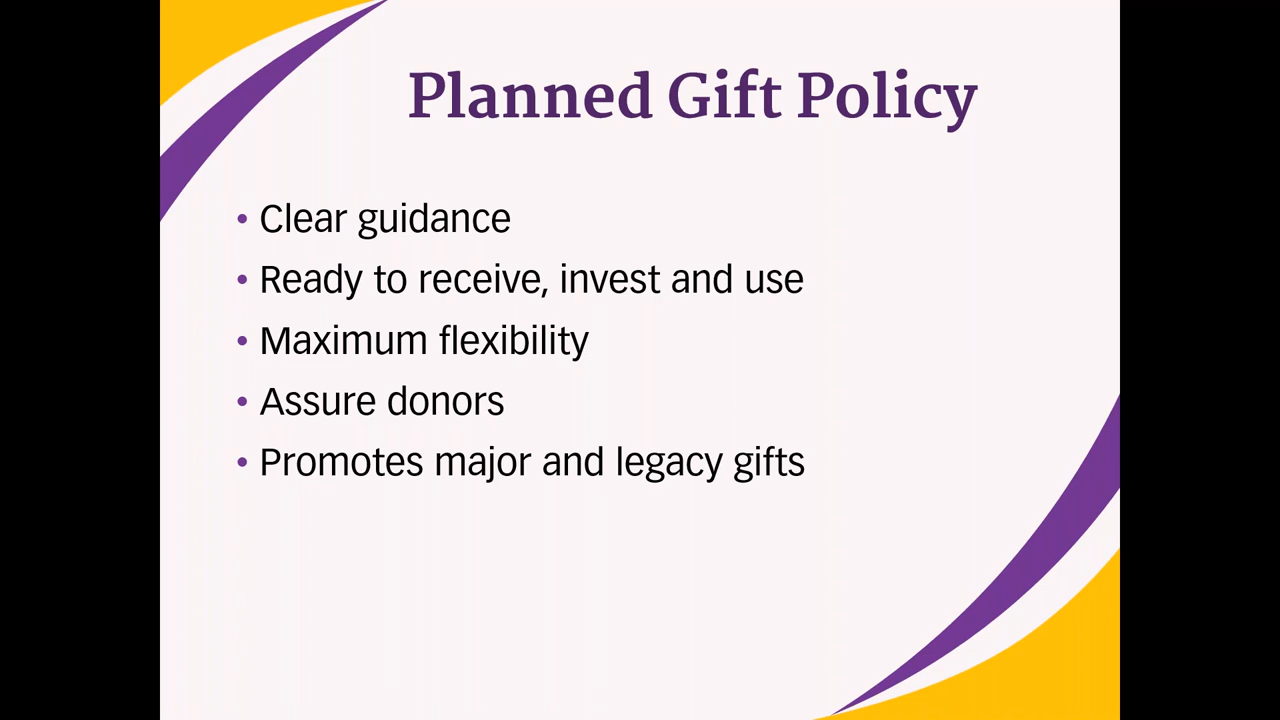 Planned Gift Policy
• Clear guidance
• Ready to receive, invest and use
• Maximum flexibility
• Assure donors
• Promotes major and legacy gifts